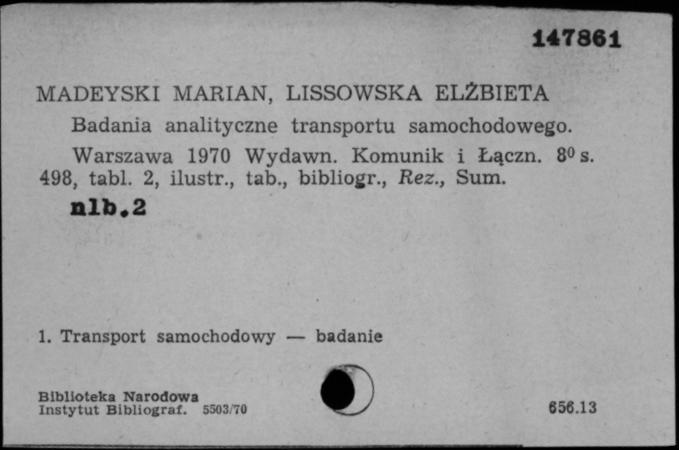 147861
MADEYSKI MARIAN, LISSOWSKA ELŻBIETA
Badania analityczne transportu samochodowego.
Warszawa 1970 Wydawn. Komunik i Łączn. 8⁰ s.
498, tabl. 2, ilustr., tab., bibliogr., Rez., Sum.
nlb.2
1. Transport samochodowy — badanie
Biblioteka Narodowa
Instytut Bibliograf. 5503/70
656.13